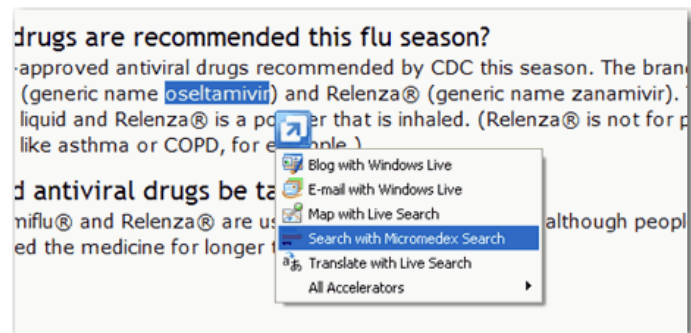 drugs are recommended this flu season?
-approved antiviral drugs recommended by CDC this season. The bran
(generic name oseltamivir) and Relenza® (generic name zanamivir).
liquid and Relenza® is a that is inhaled. (Relenza® is not for p
like asthma or COPD, for
Blog with Windows Live
E-mail with Windows Live
Map with Live Search
Search with Micromedex Search
Translate with Live Search
All Accelerators
d antiviral drugs be ta
miflu® and Relenza® are us although peopl
ed the medicine for longer